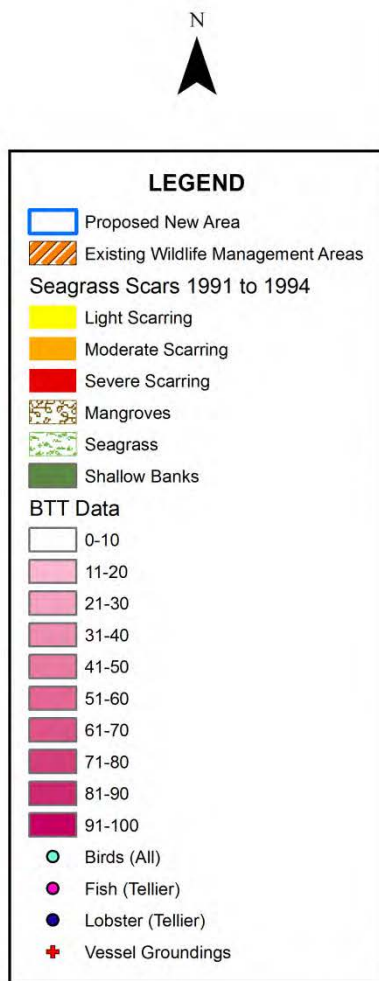 N
LEGEND
Proposed New Area
Existing Wildlife Management Areas
Seagrass Scars 1991 to 1994
Light Scarring
Moderate Scarring
Severe Scarring
Mangroves
Seagrass
Shallow Banks
BTT Data
0-10
11-20
21-30
31-40
41-50
51-60
61-70
71-80
81-90
91-100
Birds (All)
Fish (Tellier)
Lobster (Tellier)
Vessel Groundings